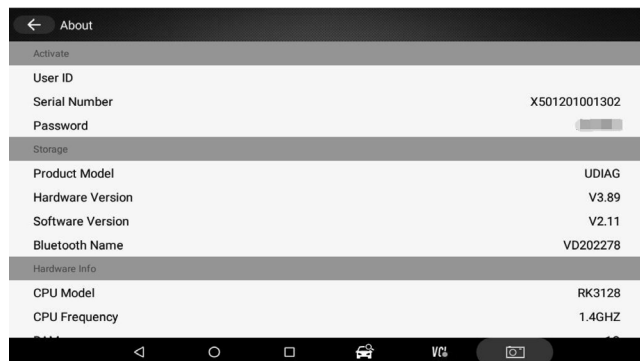 About
Activate
User ID
Serial Number X501201001302
Password
Storage
Product Model UDIAG
Hardware Version V3.89
Software Version V2.11
Bluetooth Name VD202278
Hardware Info
CPU Model RK3128
CPU Frequency 1.4GHZ
VCI